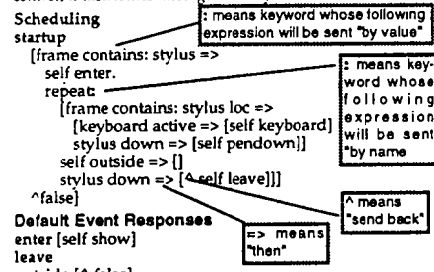 Scheduling
startup
[frame contains: stylus =>
self enter.
repeat:
[frame contains: stylus loc =>
[keyboard active => [self keyboard]
stylus down => [self pendown]]
self outside => []
stylus down => [^ self leave]]]
^false]
Default Event Responses
enter [self show]
leave
: means keyword whose following
expression will be sent "by value"
: means key-
word whose
following
expression
will be sent
"by name
^ means
"send back"
=> means
"then"